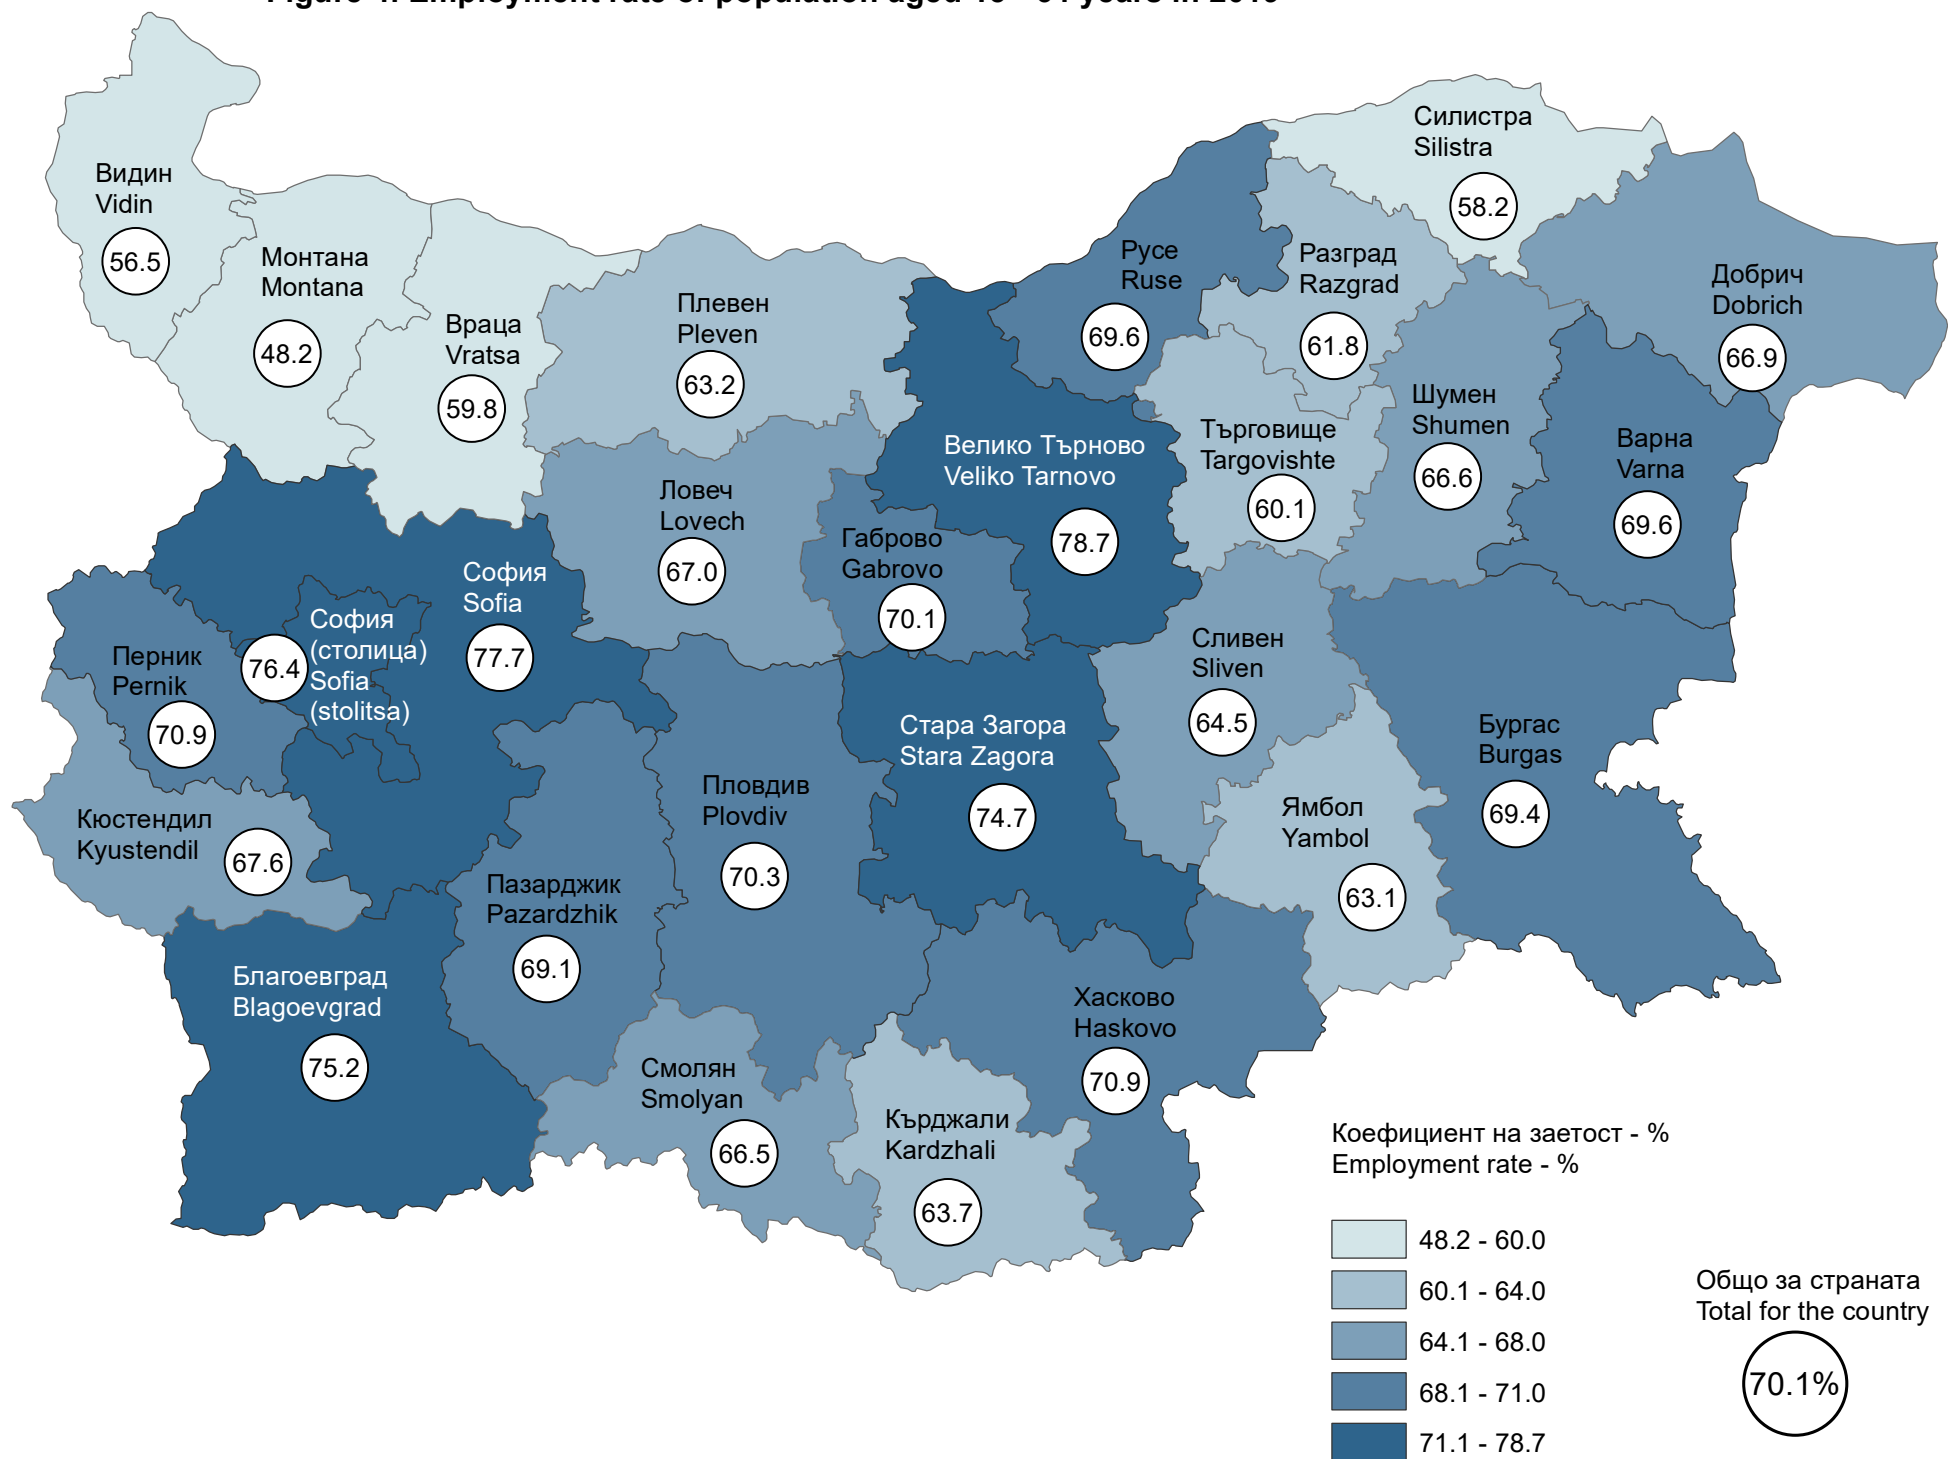 Figure Employment rate of population aged years in
Видин
Vidin
56.5
Монтана
Montana
48.2
Враца
Vratsa
59.8
Плевен
Pleven
63.2
Русе
Ruse
69.6
Разград
Razgrad
61.8
Силистра
Silistra
58.2
Добрич
Dobrich
66.9
Шумен
Shumen
66.6
Варна
Varna
69.6
Търговище
Targovishte
60.1
Велико Търново
Veliko Tarnovo
78.7
Ловеч
Lovech
67.0
Габрово
Gabrovo
70.1
София
Sofia
77.7
София
(столица)
Sofia
(stolitsa)
76.4
Перник
Pernik
70.9
Кюстендил
Kyustendil
67.6
Сливен
Sliven
64.5
Стара Загора
Stara Zagora
74.7
Пловдив
Plovdiv
70.3
Бургас
Burgas
69.4
Ямбол
Yambol
63.1
Пазарджик
Pazardzhik
69.1
Благоевград
Blagoevgrad
75.2
Хасково
Haskovo
70.9
Смолян
Smolyan
66.5
Кърджали
Kardzhali
63.7
Коефициент на заетост - %
Employment rate - %
48.2 - 60.0
60.1 - 64.0
64.1 - 68.0
68.1 - 71.0
71.1 - 78.7
Общо за страната
Total for the country
70.1%